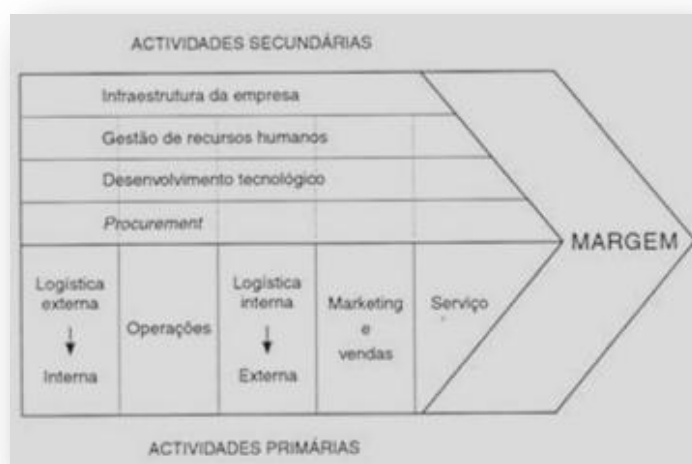 ACTIVIDADES SECUNDÁRIAS
Infraestrutura da empresa
Gestão de recursos humanos
Desenvolvimento tecnológico
Procurement
MARGEM
Logística
externa
Interna
Operações
Logística
interna
Externa
Marketing
e
vendas
Serviço
ACTIVIDADES PRIMÁRIAS